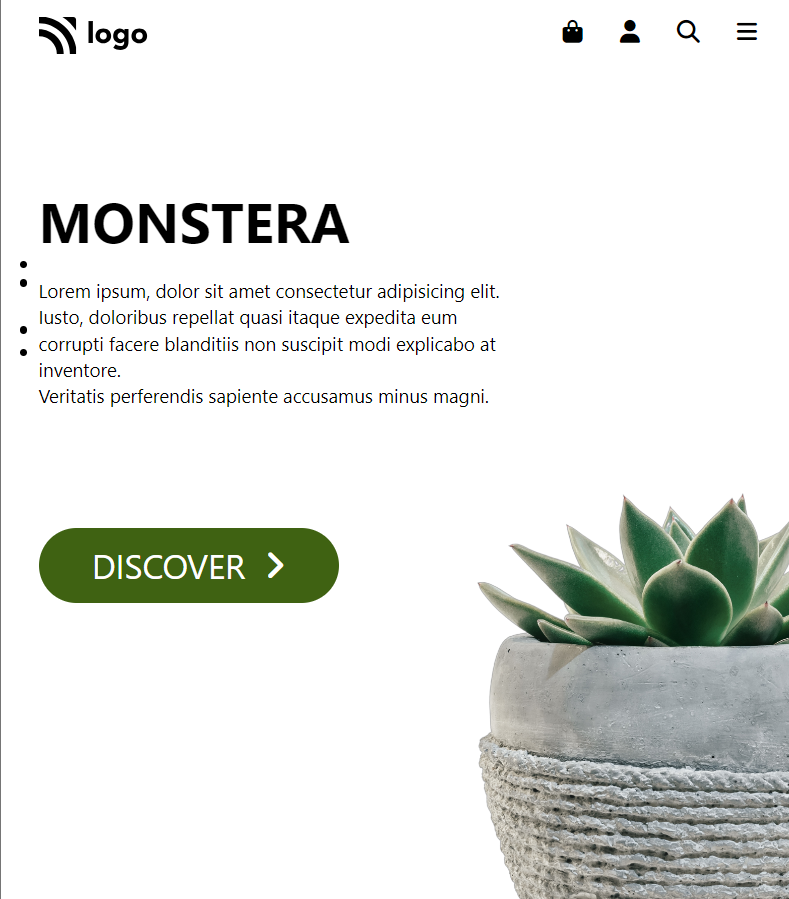 logo
MONSTERA
Lorem ipsum, dolor sit amet consectetur adipisicing elit.
Iusto, doloribus repellat quasi itaque expedita eum
corrupti facere blanditiis non suscipit modi explicabo at
inventore.
Veritatis perferendis sapiente accusamus minus magni.
DISCOVER